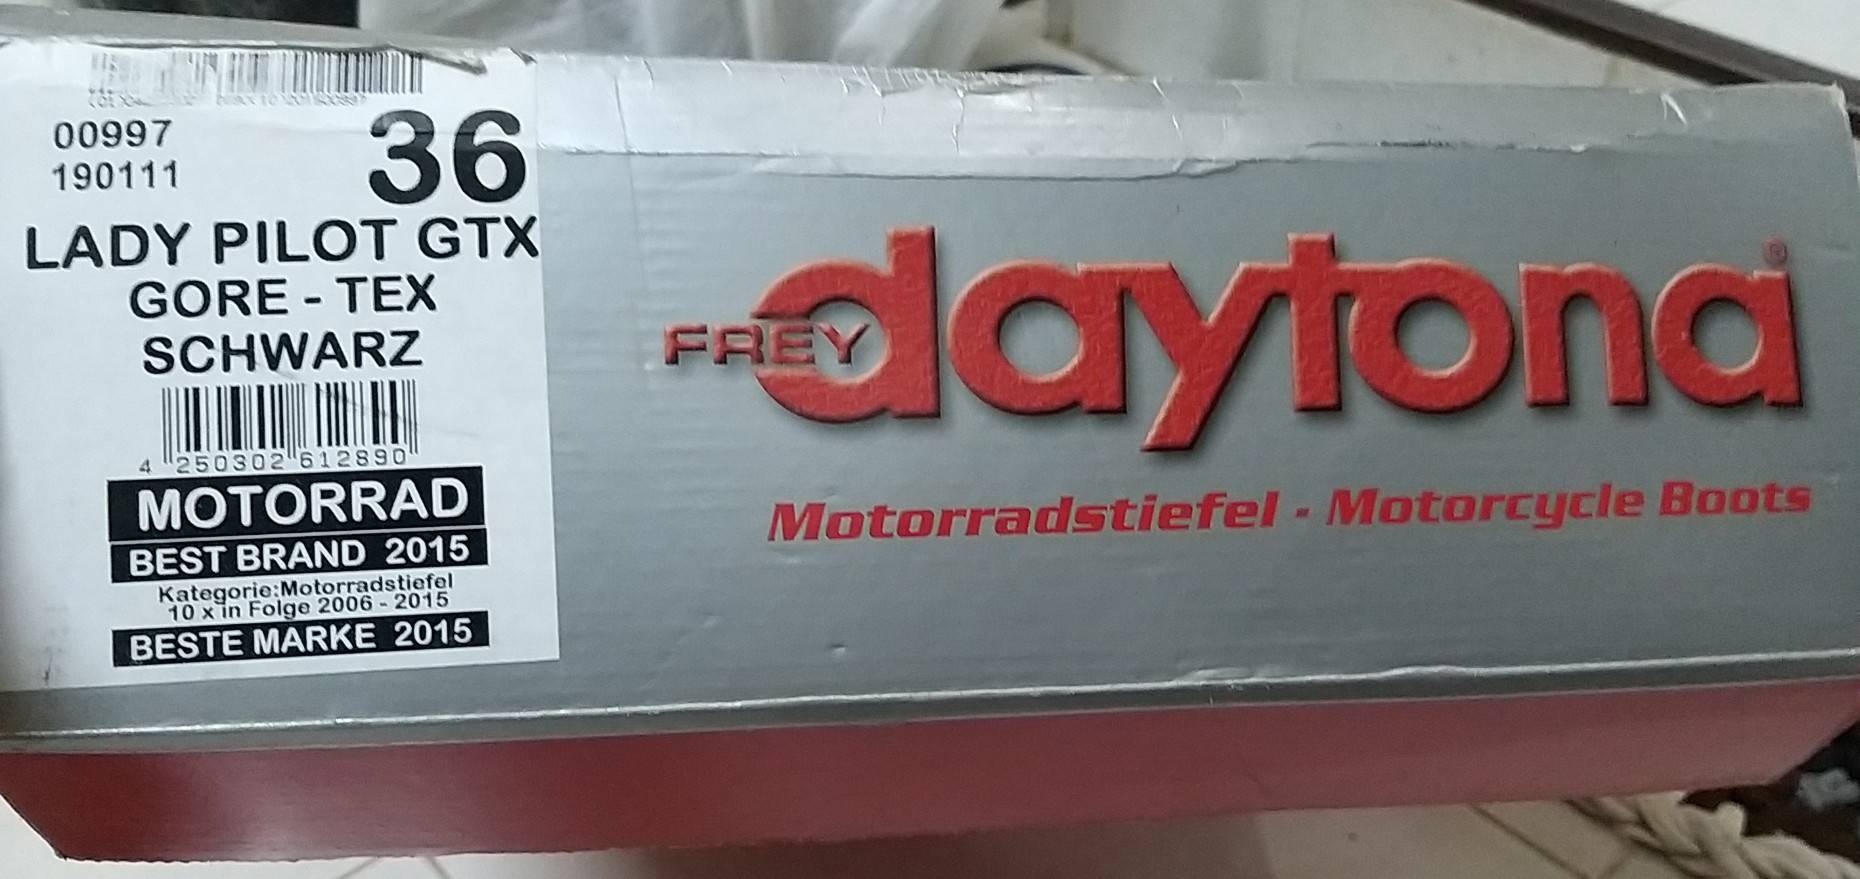 00997
190111
36
LADY PILOT GTX
GORE - TEX
SCHWARZ
4 250302 612890
MOTORRAD
BEST BRAND 2015
Kategorie:Motorradstiefel
10 x in Folge 2006 - 2015
BESTE MARKE 2015
FREY daytona®
Motorradstiefel - Motorcycle Boots